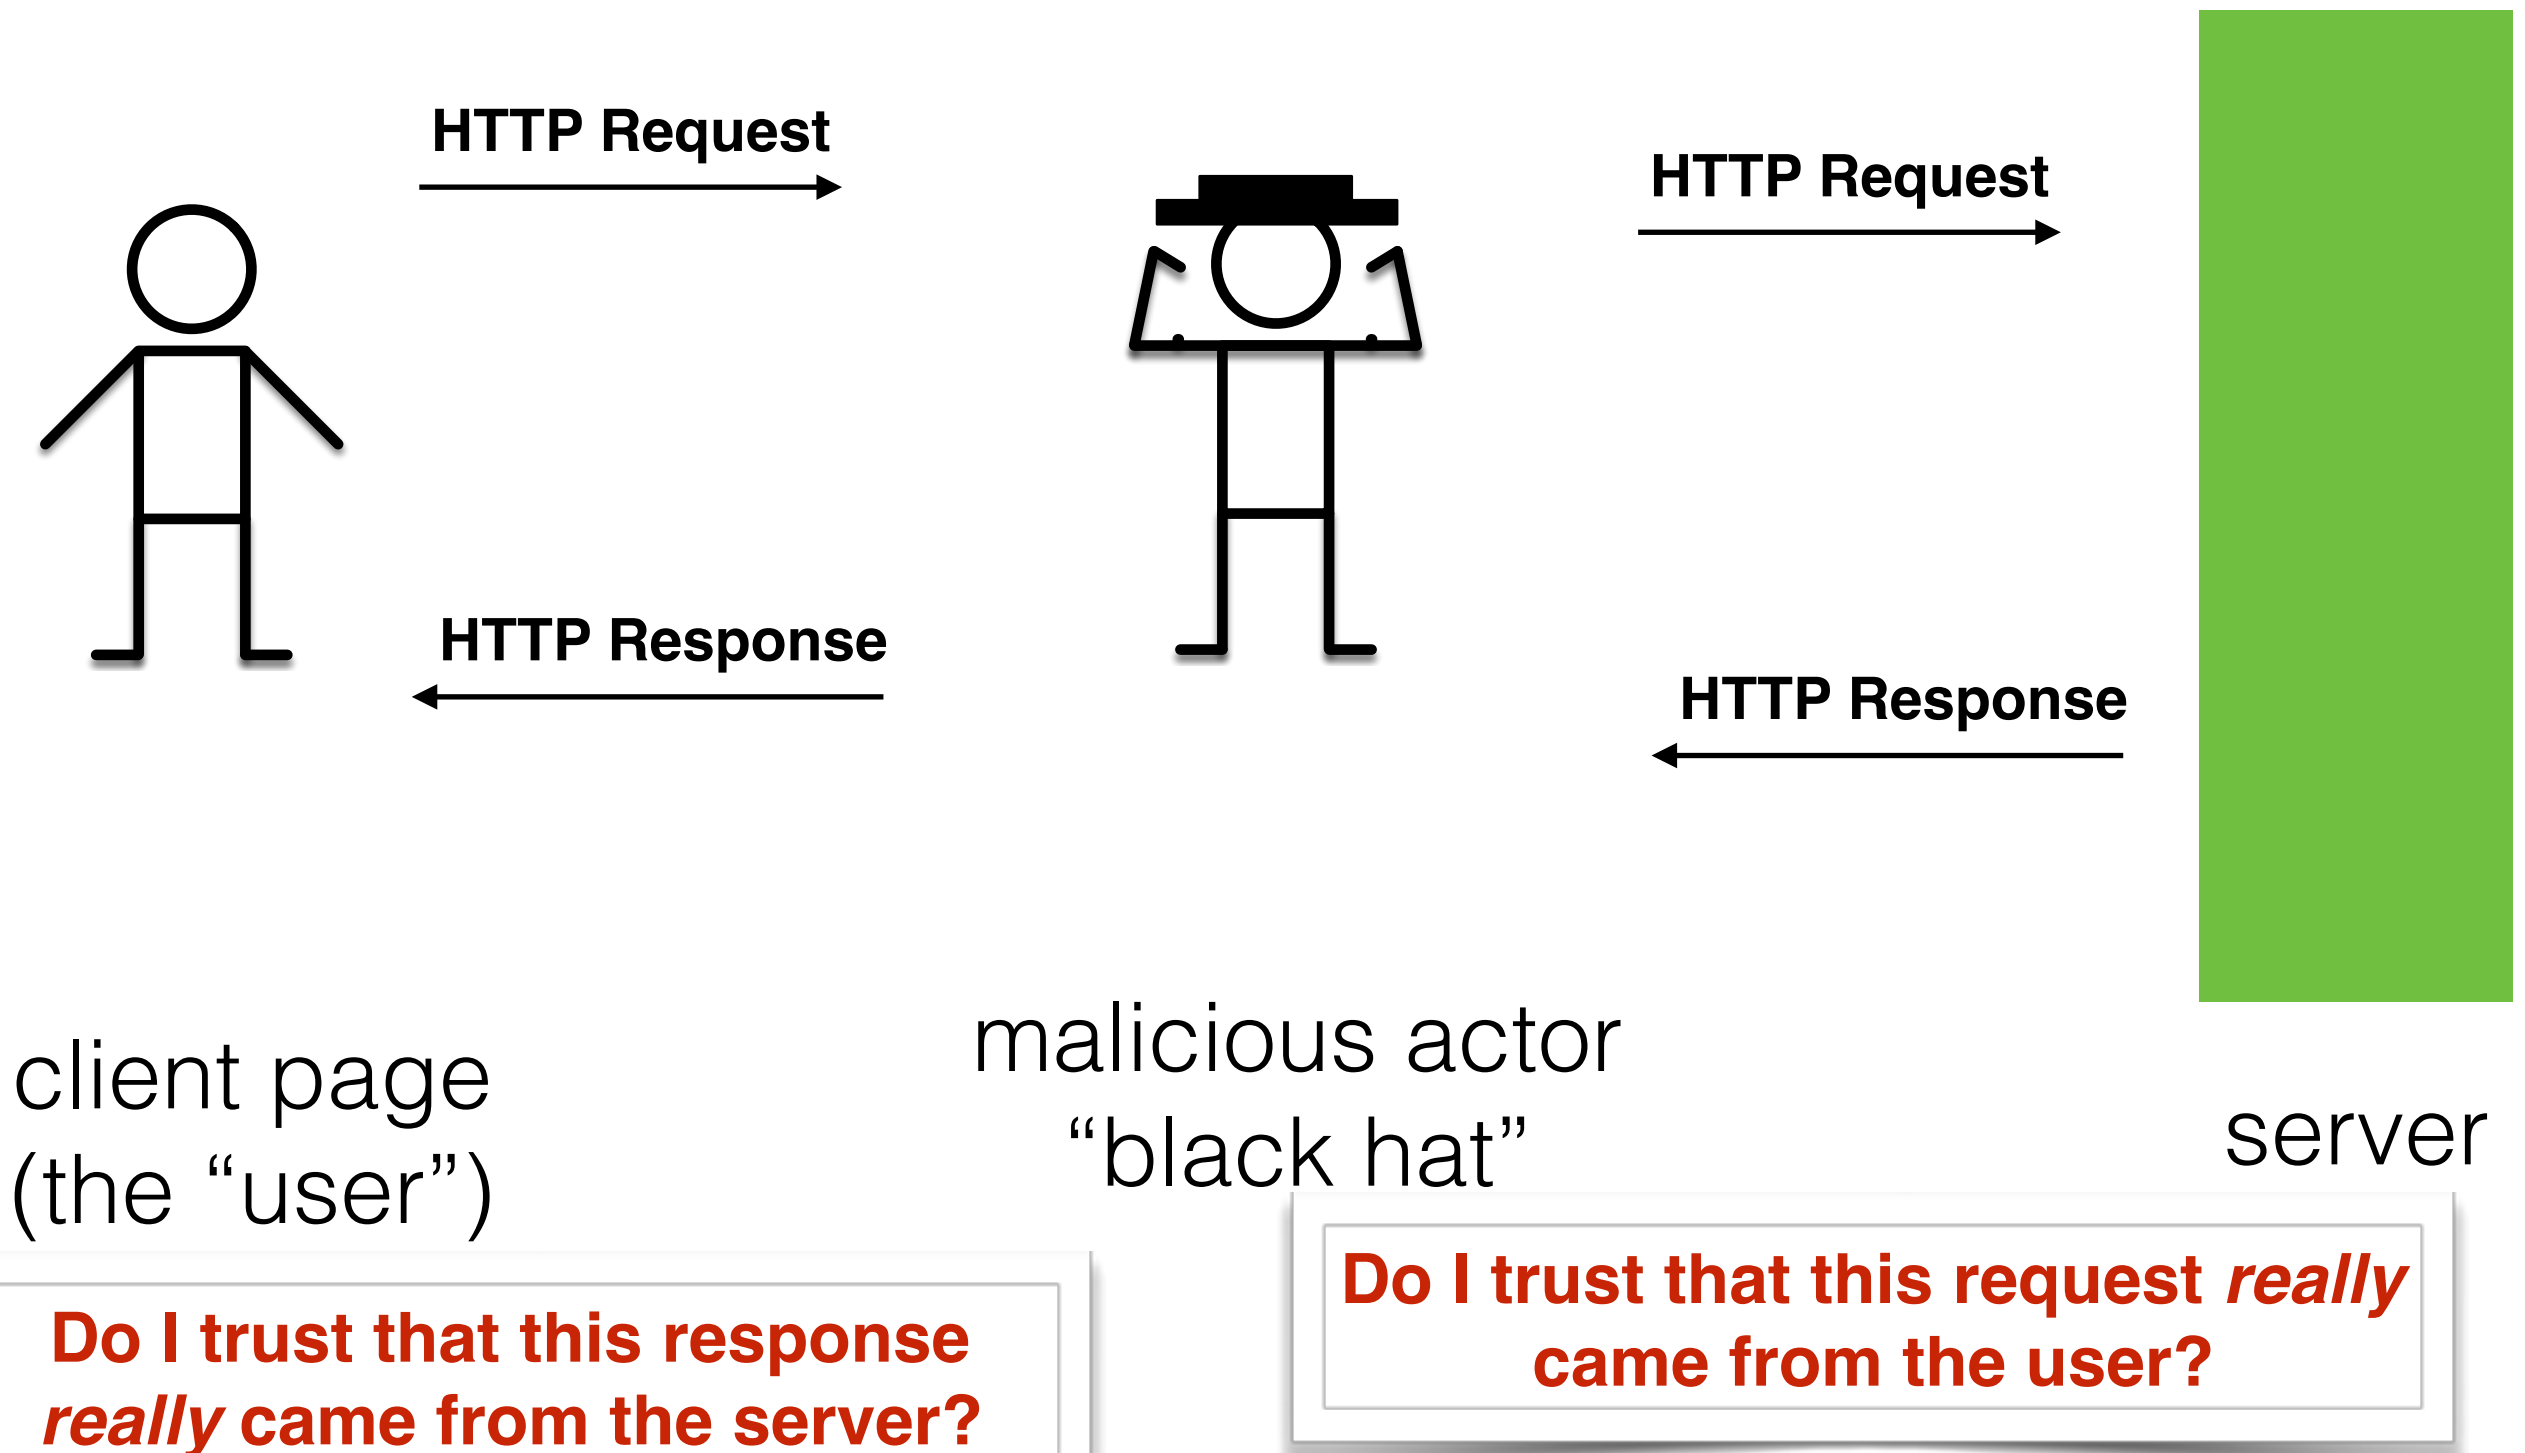 HTTP Request
HTTP Request
HTTP Response
HTTP Response
client page
(the “user”)
malicious actor
“black hat”
server
Do I trust that this response
really came from the server?
Do I trust that this request really
came from the user?